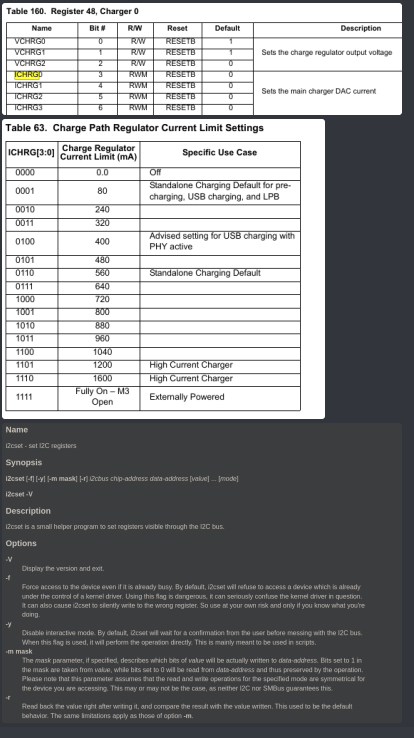 Table 160. Register 48, Charger 0
Name Bit # R/W Reset Default Description
VCHRG0 0 R/W RESETB 1 Sets the charge regulator output voltage
VCHRG1 1 R/W RESETB 1
VCHRG2 2 R/W RESETB 0
ICHRG0 3 RWM RESETB 0 Sets the main charger DAC current
ICHRG1 4 RWM RESETB 0
ICHRG2 5 RWM RESETB 0
ICHRG3 6 RWM RESETB 0
Table 63. Charge Path Regulator Current Limit Settings
ICHRG[3:0] Charge Regulator Current Limit (mA) Specific Use Case
0000 0.0 Off
0001 80 Standalone Charging Default for pre-
charging, USB charging, and LPB
0010 240
0011 320
0100 400 Advised setting for USB charging with
PHY active
0101 480
0110 560 Standalone Charging Default
0111 640
1000 720
1001 800
1010 880
1011 960
1100 1040
1101 1200 High Current Charger
1110 1600 High Current Charger
1111 Fully On – M3 Open Externally Powered
Name
i2cset - set I2C registers
Synopsis
i2cset [-f] [-y] [-m mask] [-r] i2cbus chip-address data-address [value] ... [mode]
i2cset -V
Description
i2cset is a small helper program to set registers visible through the I2C bus.
Options
-V
Display the version and exit.
-f
Force access to the device even if it is already busy. By default, i2cset will refuse to access a device which is already
under the control of a kernel driver. Using this flag is dangerous, it can seriously confuse the kernel driver in question.
It can also cause i2cset to silently write to the wrong register. So use at your own risk and only if you know what you're
doing.
-y
Disable interactive mode. By default, i2cset will wait for a confirmation from the user before messing with the I2C bus.
When this flag is used, it will perform the operation directly. This is mainly meant to be used in scripts.
-m mask
The mask parameter, if specified, describes which bits of value will be actually written to data-address. Bits set to 1 in
the mask are taken from value, while bits set to 0 will be read from data-address and thus preserved by the operation.
Please note that this parameter assumes that the read and write operations for the specified mode are symmetrical for
the device you are accessing. This may or may not be the case, as neither I2C nor SMBus guarantees this.
-r
Read back the value right after writing it, and compare the result with the value written. This used to be the default
behavior. The same limitations apply as those of option -m.